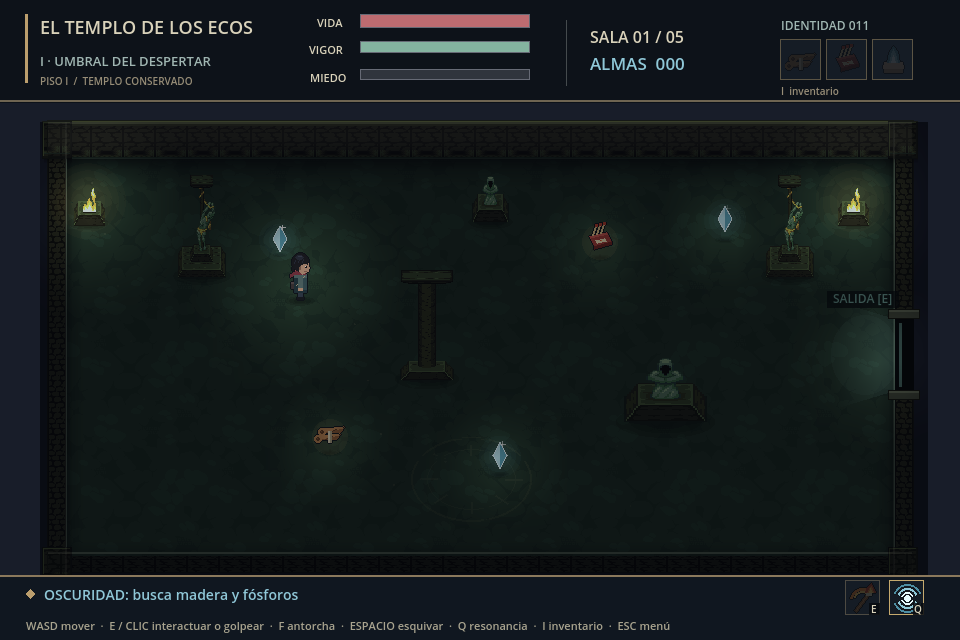 EL TEMPLO DE LOS ECOS
I · UMBRAL DEL DESPERTAR
PISO I / TEMPLO CONSERVADO
VIDA
VIGOR
MIEDO
SALA 01 / 05
ALMAS 000
IDENTIDAD 011
I inventario
SALIDA [E]
OSCURIDAD: busca madera y fósforos
E
Q
WASD mover · E / CLIC interactuar o golpear · F antorcha · ESPACIO esquivar · Q resonancia · I inventario · ESC menú